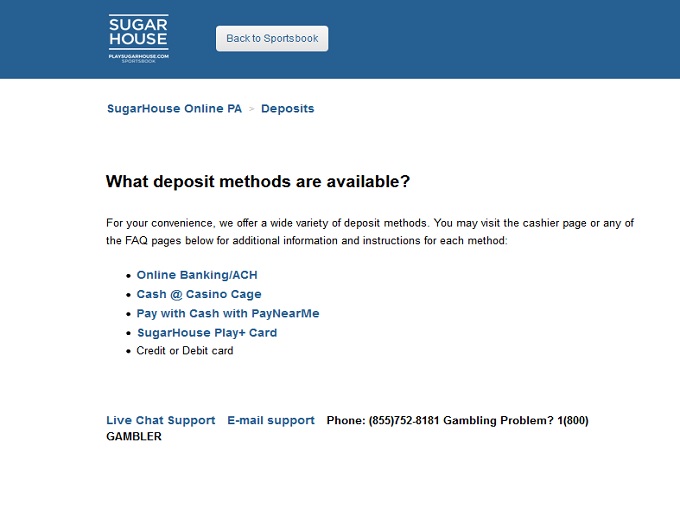 SUGAR
HOUSE
PLAYSUGARHOUSE.COM
SPORTSBOOK
Back to Sportsbook
SugarHouse Online PA > Deposits
What deposit methods are available?
For your convenience, we offer a wide variety of deposit methods. You may visit the cashier page or any of
the FAQ pages below for additional information and instructions for each method:
• Online Banking/ACH
• Cash @ Casino Cage
• Pay with Cash with PayNearMe
• SugarHouse Play+ Card
• Credit or Debit card
Live Chat Support E-mail support Phone: (855)752-8181 Gambling Problem? 1(800)
GAMBLER